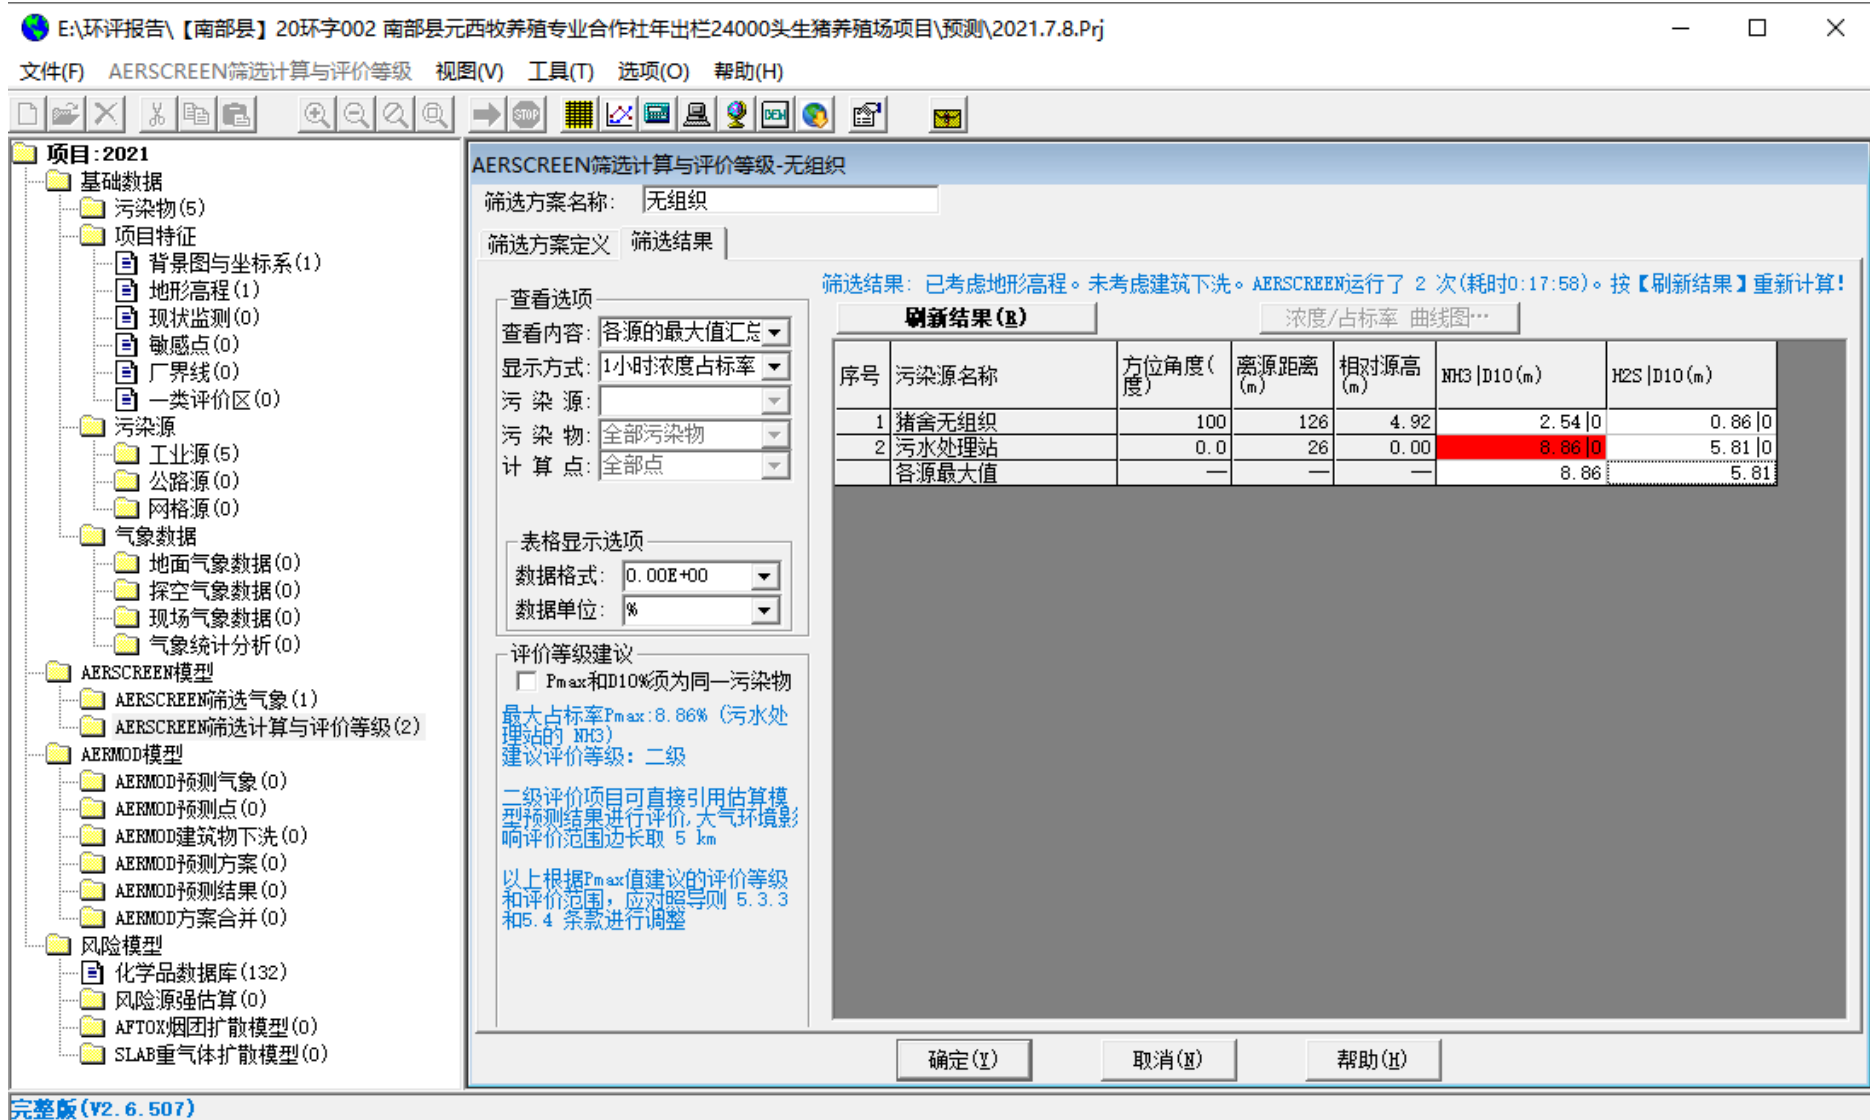 E:\环评报告\【南部县】20环字002 南部县元西牧养殖专业合作社年出栏24000头生猪养殖场项目\预测\2021.7.8.Prj
文件(F) AERSCREEN筛选计算与评价等级 视图(V) 工具(T) 选项(O) 帮助(H)
STOP
DEM
项目:2021
基础数据
污染物(5)
项目特征
背景图与坐标系(1)
地形高程(1)
现状监测(0)
敏感点(0)
厂界线(0)
一类评价区(0)
污染源
工业源(5)
公路源(0)
网格源(0)
气象数据
地面气象数据(0)
探空气象数据(0)
现场气象数据(0)
气象统计分析(0)
AERSCREEN模型
AERSCREEN筛选气象(1)
AERSCREEN筛选计算与评价等级(2)
AERMOD模型
AERMOD预测气象(0)
AERMOD预测点(0)
AERMOD建筑物下洗(0)
AERMOD预测方案(0)
AERMOD预测结果(0)
AERMOD方案合并(0)
风险模型
化学品数据库(132)
风险源强估算(0)
AFTOX烟团扩散模型(0)
SLAB重气体扩散模型(0)
AERSCREEN筛选计算与评价等级-无组织
筛选方案名称: 无组织
筛选方案定义 筛选结果
查看选项
查看内容: 各源的最大值汇总
显示方式: 1小时浓度占标率
污 染 源:
污 染 物: 全部污染物
计 算 点: 全部点
表格显示选项
数据格式: 0.00E+00
数据单位: %
评价等级建议
Pmax和D10%须为同一污染物
最大占标率Pmax:8.86% (污水处
理站的 NH3)
建议评价等级: 二级
二级评价项目可直接引用估算模
型预测结果进行评价,大气环境影
响评价范围边长取 5 km
以上根据Pmax值建议的评价等级
和评价范围,应对照导则 5.3.3
和5.4 条款进行调整
筛选结果: 已考虑地形高程。未考虑建筑下洗。AERSCREEN运行了 2 次(耗时0:17:58)。按【刷新结果】重新计算!
刷新结果(R) 浓度/占标率 曲线图…
序号 污染源名称 方位角度(度) 离源距离(m) 相对源高(m) NH3|D10(m) H2S|D10(m)
1 猪舍无组织 100 126 4.92 2.54|0 0.86|0
2 污水处理站 0.0 26 0.00 8.86|0 5.81|0
各源最大值 — — — 8.86 5.81
确定(Y) 取消(N) 帮助(H)
完整版(V2.6.507)